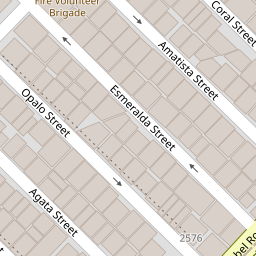 Fire Volunteer
Brigade
Coral Street
Amatista Street
Esmeralda Street
Opalo Street
Agata Street
2576